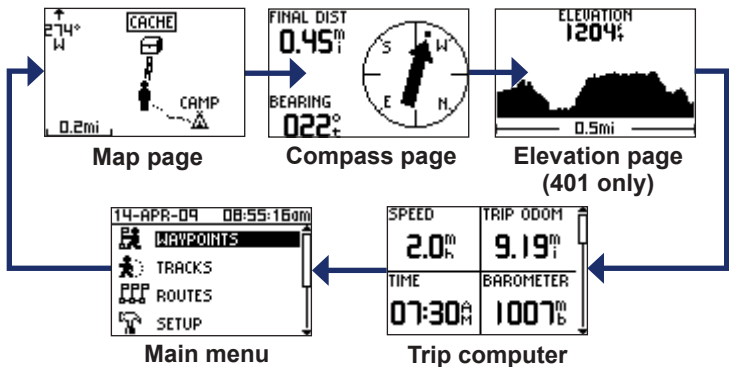 274°
W
CACHE
CAMP
0.2mi
Map page
FINAL DIST
0.45mi
BEARING
022°t
S
W
E
N
Compass page
ELEVATION
1204ft
0.5mi
Elevation page
(401 only)
14-APR-09 08:55:16am
WAYPOINTS
TRACKS
ROUTES
SETUP
Main menu
SPEED
2.0mh
TRIP ODOM
9.19mi
TIME
07:30AM
BAROMETER
1007mb
Trip computer